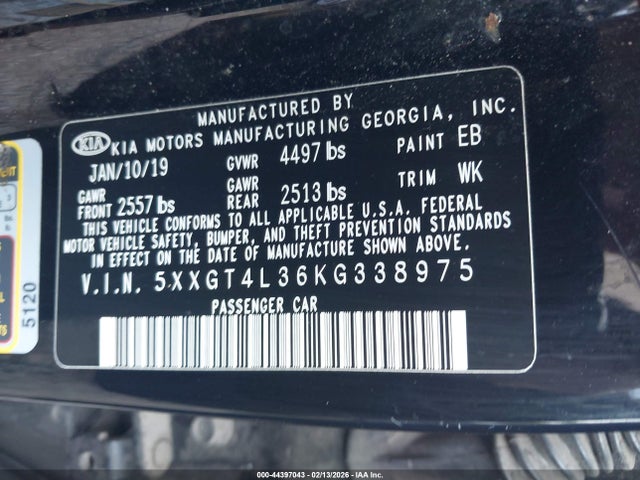 MANUFACTURED BY
KIA KIA MOTORS MANUFACTURING GEORGIA, INC.
JAN/10/19 GVWR 4497 lbs PAINT EB
GAWR FRONT 2557 lbs GAWR REAR 2513 lbs TRIM WK
THIS VEHICLE CONFORMS TO ALL APPLICABLE U.S.A. FEDERAL
MOTOR VEHICLE SAFETY, BUMPER, AND THEFT PREVENTION STANDARDS
IN EFFECT ON THE DATE OF MANUFACTURE SHOWN ABOVE.
V.I.N. 5XXGT4L36KG338975
PASSENGER CAR
5120
000-44397043 - 02/13/2026 - IAA Inc.